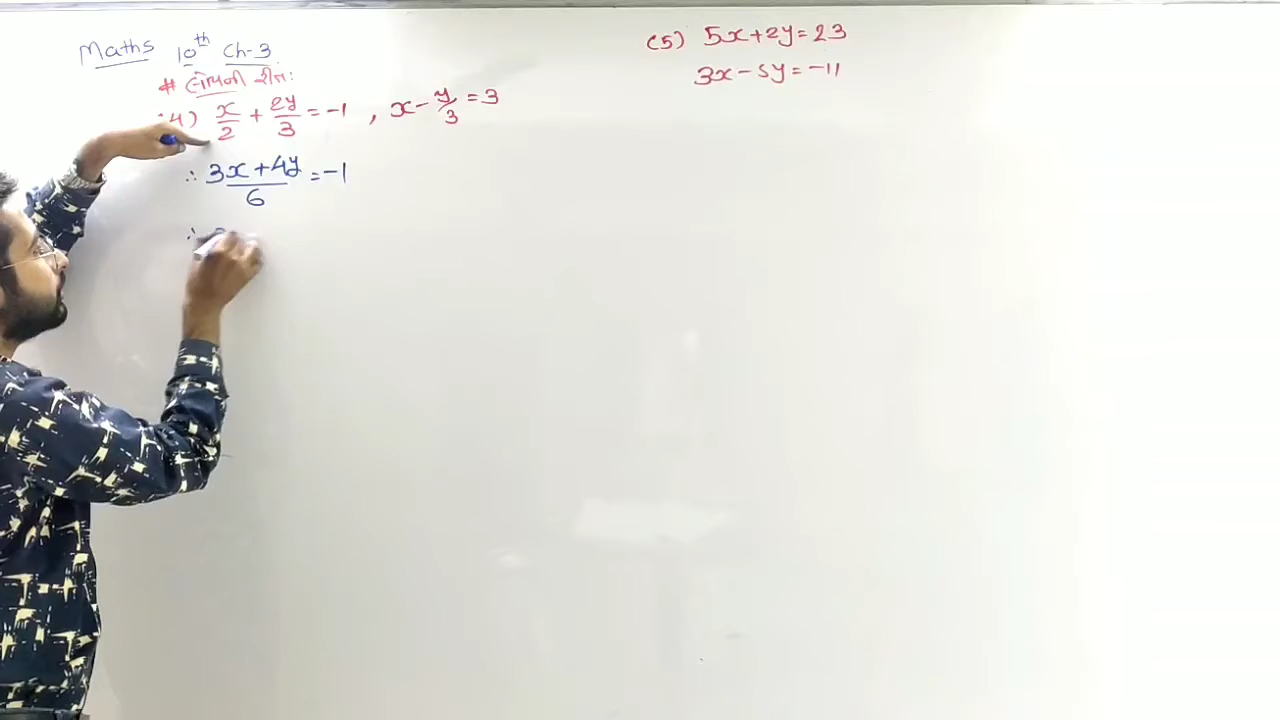 Maths 10th Ch-3
# લોપની રીત:
(4) x/2 + 2y/3 = -1 , x - y/3 = 3
∴ (3x + 4y)/6 = -1
∴
(5) 5x + 2y = 23
3x - 5y = -11